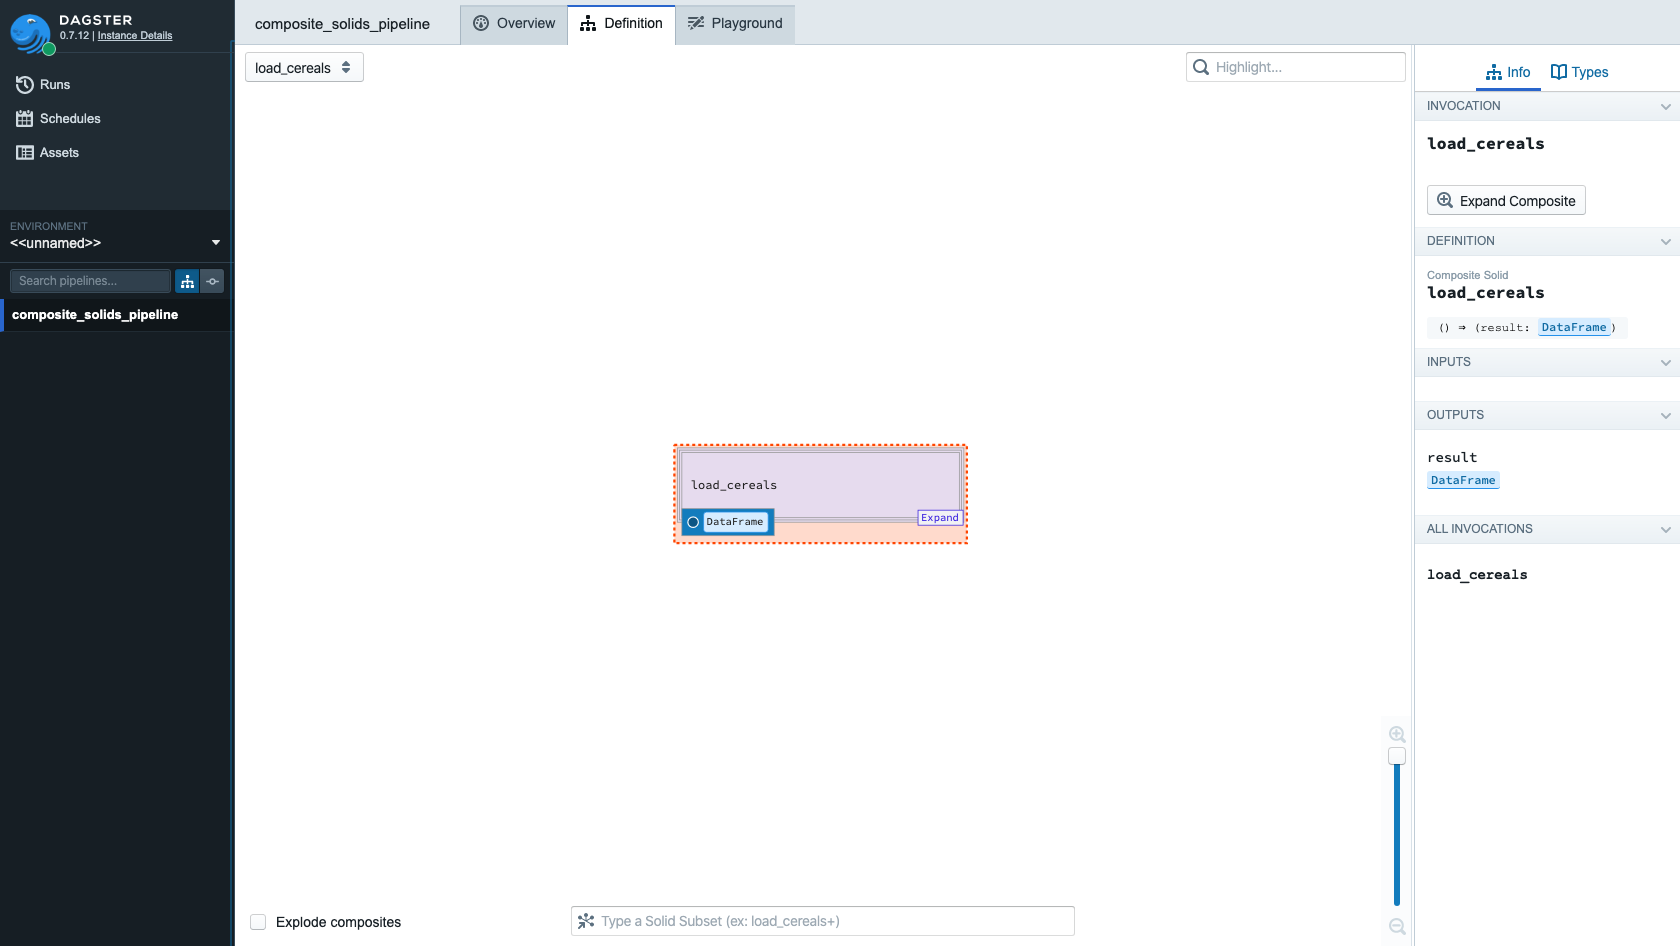 DAGSTER
0.7.12 | Instance Details
Runs
Schedules
Assets
ENVIRONMENT
<<unnamed>>
Search pipelines...
composite_solids_pipeline
composite_solids_pipeline
Overview
Definition
Playground
load_cereals
Highlight...
load_cereals
DataFrame
Expand
Explode composites
Type a Solid Subset (ex: load_cereals+)
Info
Types
INVOCATION
load_cereals
Expand Composite
DEFINITION
Composite Solid
load_cereals
() ⇒ (result: DataFrame)
INPUTS
OUTPUTS
result
DataFrame
ALL INVOCATIONS
load_cereals